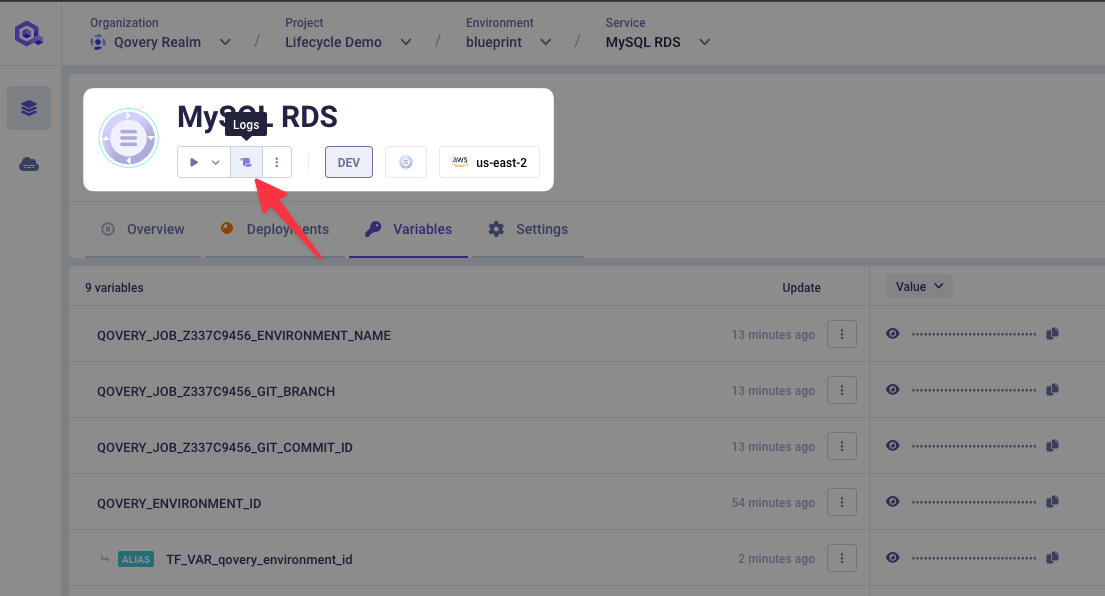 Organization Project Environment Service
Qovery Realm / Lifecycle Demo / blueprint / MySQL RDS
MySQL RDS
Logs
DEV aws us-east-2
Overview Deployments Variables Settings
9 variables Update Value
QOVERY_JOB_Z337C9456_ENVIRONMENT_NAME 13 minutes ago
QOVERY_JOB_Z337C9456_GIT_BRANCH 13 minutes ago
QOVERY_JOB_Z337C9456_GIT_COMMIT_ID 13 minutes ago
QOVERY_ENVIRONMENT_ID 54 minutes ago
ALIAS TF_VAR_qovery_environment_id 2 minutes ago